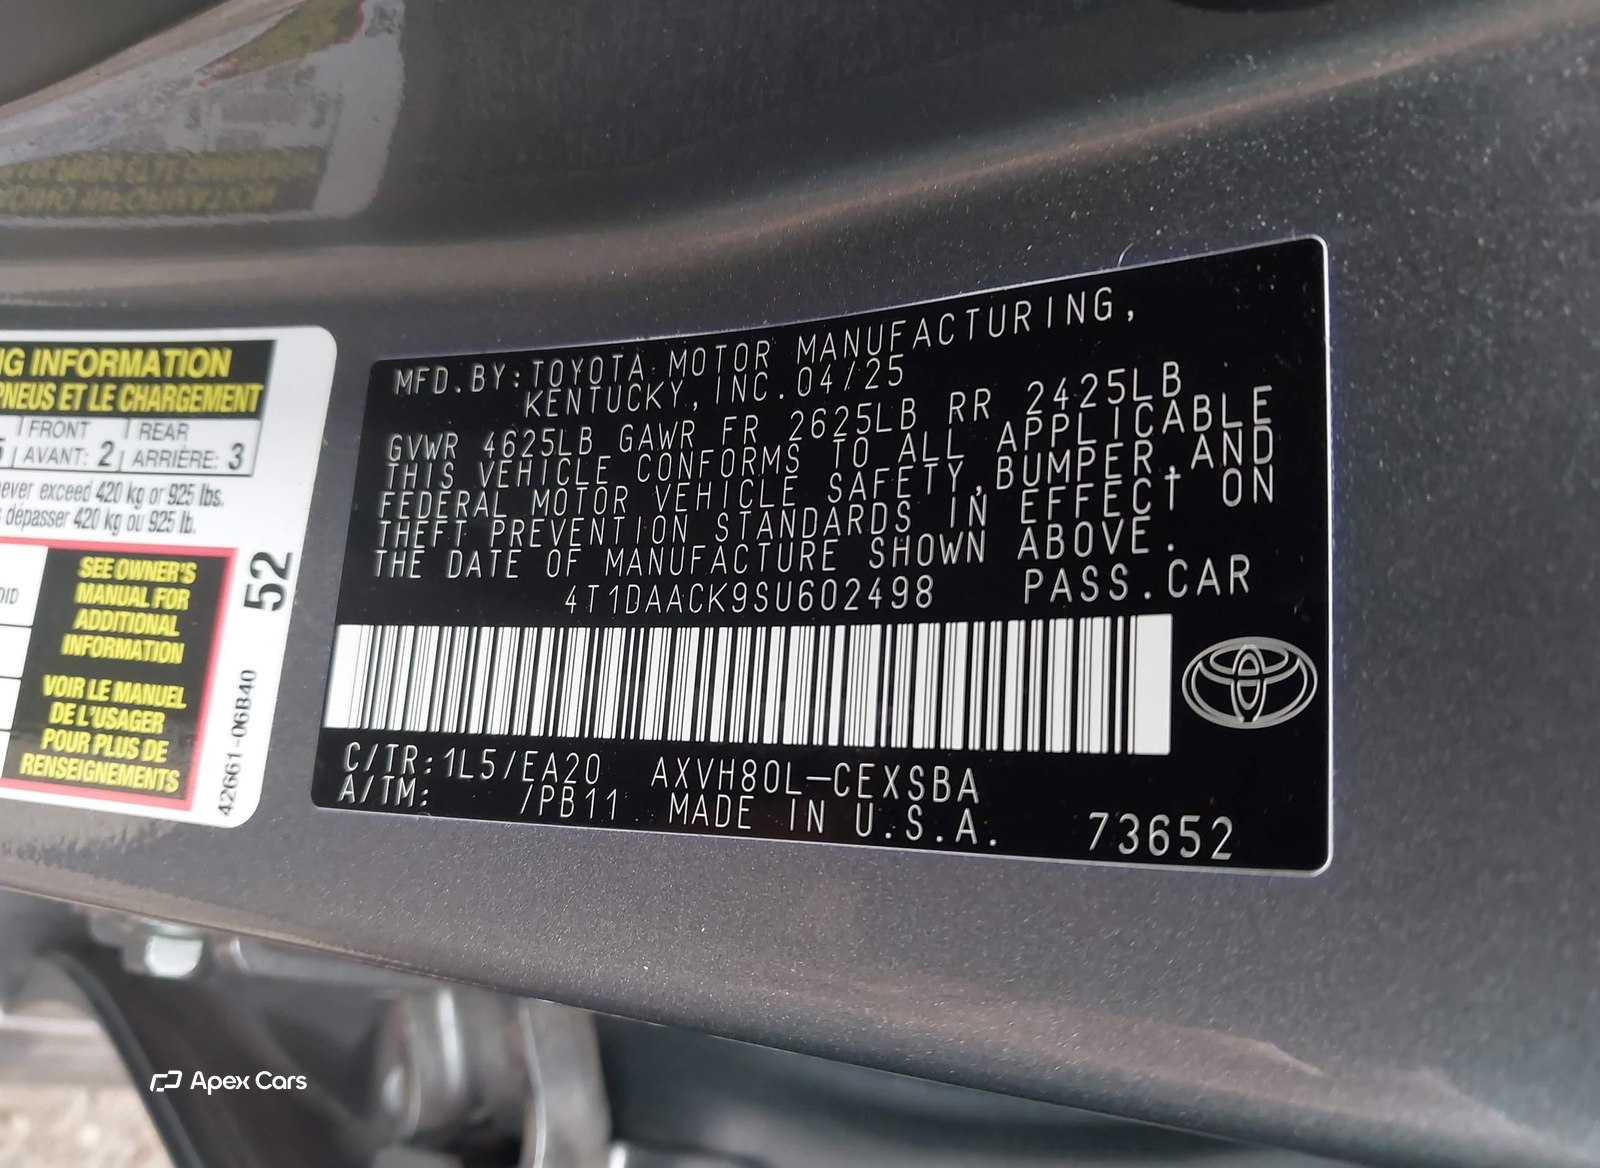 NG INFORMATION
PNEUS ET LE CHARGEMENT
FRONT REAR
AVANT: 2 ARRIÈRE: 3
never exceed 420 kg or 925 lbs.
dépasser 420 kg ou 925 lb.
SEE OWNER'S
MANUAL FOR
ADDITIONAL
INFORMATION
VOIR LE MANUEL
DE L'USAGER
POUR PLUS DE
RENSEIGNEMENTS
52
42661-06B40
MFD.BY:TOYOTA MOTOR MANUFACTURING,
KENTUCKY,INC.04/25
GVWR 4625LB GAWR FR 2625LB RR 2425LB
THIS VEHICLE CONFORMS TO ALL APPLICABLE
FEDERAL MOTOR VEHICLE SAFETY,BUMPER,AND
THEFT PREVENTION STANDARDS IN EFFECT ON
THE DATE OF MANUFACTURE SHOWN ABOVE.
4T1DAACK9SU602498 PASS.CAR
C/TR:1L5/EA20 AXVH80L-CEXSBA
A/TM: /PB11 MADE IN U.S.A. 73652
Apex Cars